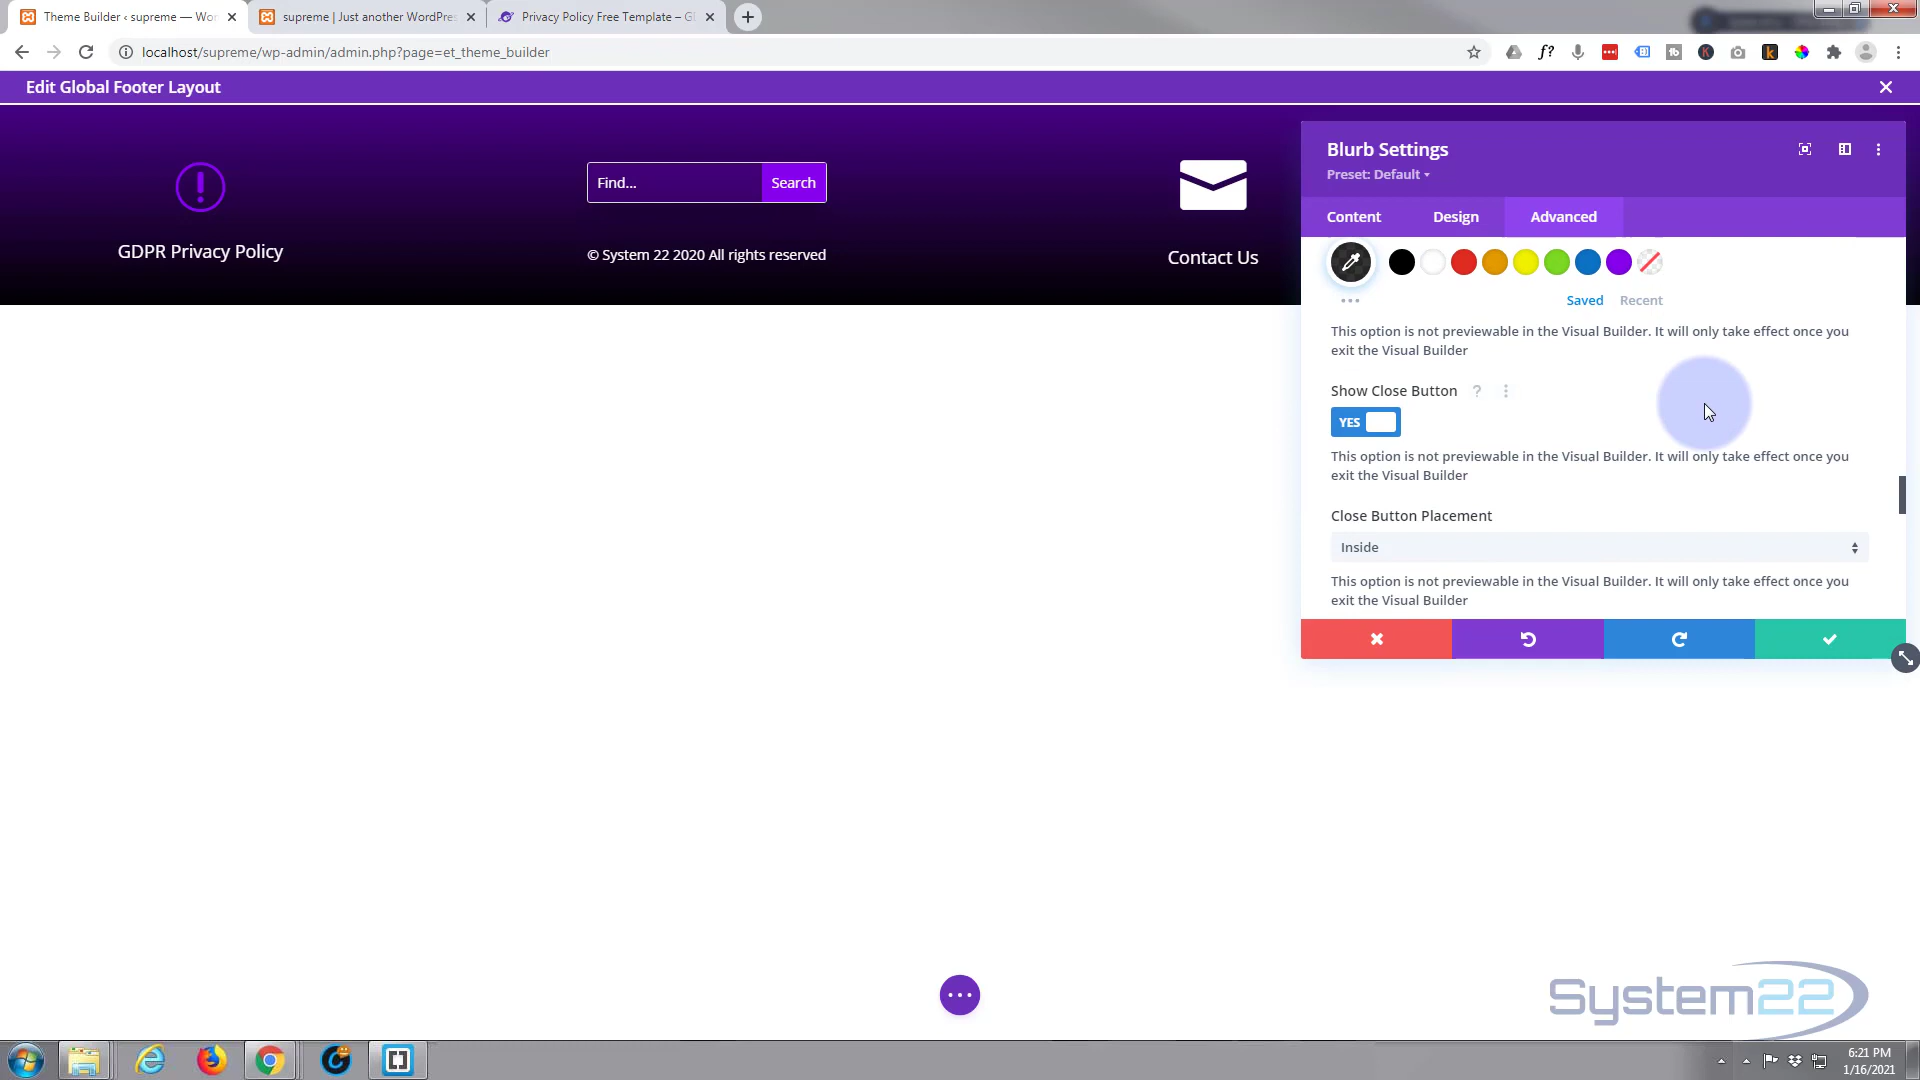 Theme Builder ‹ supreme — Wor
supreme | Just another WordPres
Privacy Policy Free Template – G
localhost/supreme/wp-admin/admin.php?page=et_theme_builder
Edit Global Footer Layout
GDPR Privacy Policy
Find...
Search
© System 22 2020 All rights reserved
Contact Us
Blurb Settings
Preset: Default
Content
Design
Advanced
Saved
Recent
This option is not previewable in the Visual Builder. It will only take effect once you
exit the Visual Builder
Show Close Button ?
YES
This option is not previewable in the Visual Builder. It will only take effect once you
exit the Visual Builder
Close Button Placement
Inside
This option is not previewable in the Visual Builder. It will only take effect once you
exit the Visual Builder
System22
6:21 PM
1/16/2021